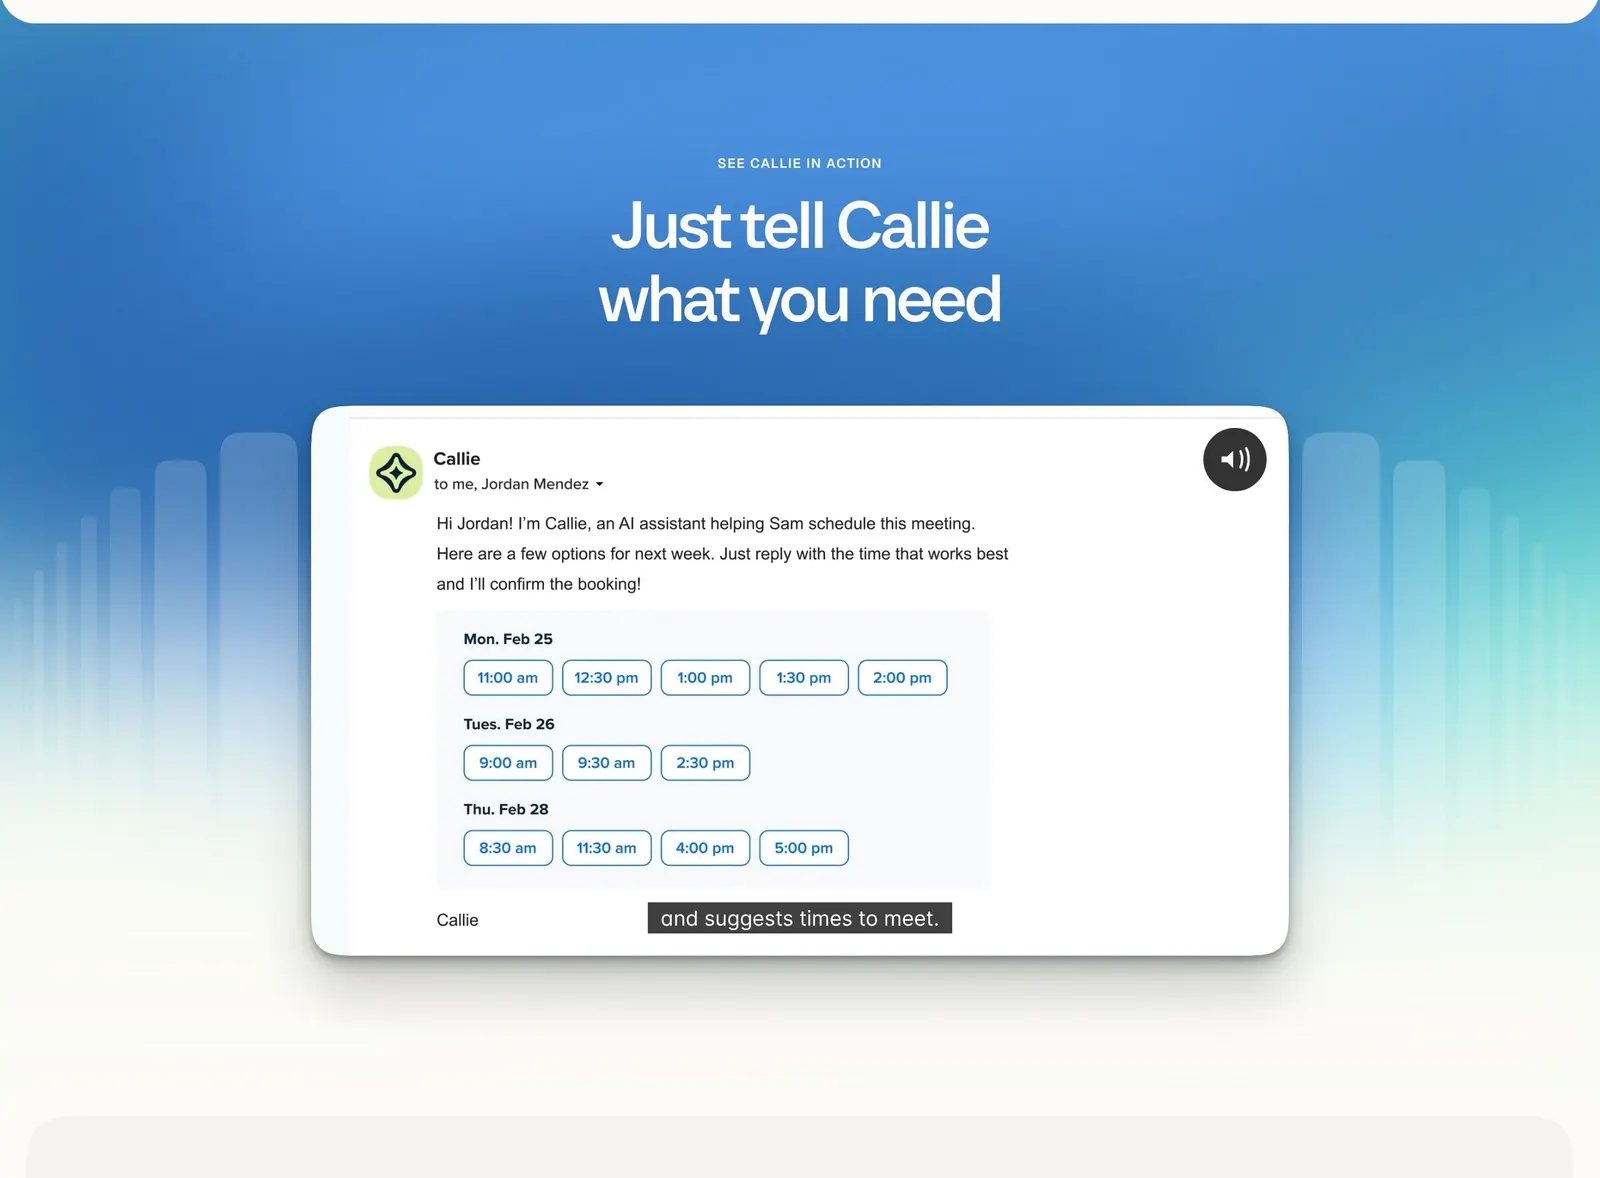 SEE CALLIE IN ACTION
Just tell Callie
what you need
Callie
to me, Jordan Mendez
Hi Jordan! I'm Callie, an AI assistant helping Sam schedule this meeting.
Here are a few options for next week. Just reply with the time that works best
and I'll confirm the booking!
Mon. Feb 25
11:00 am 12:30 pm 1:00 pm 1:30 pm 2:00 pm
Tues. Feb 26
9:00 am 9:30 am 2:30 pm
Thu. Feb 28
8:30 am 11:30 am 4:00 pm 5:00 pm
Callie
and suggests times to meet.